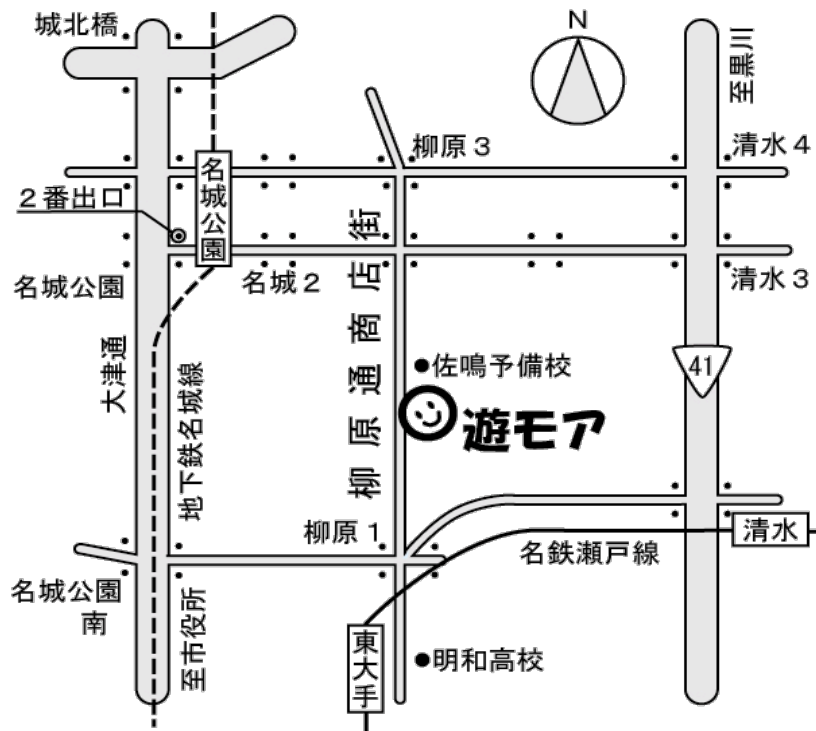 城北橋
N
至黒川
柳原3
清水4
名城公園
2番出口
名城公園
名城2
清水3
柳原通商店街
大津通
地下鉄名城線
佐鳴予備校
41
遊モア
柳原1
名鉄瀬戸線
清水
名城公園
南
至市役所
東大手
明和高校